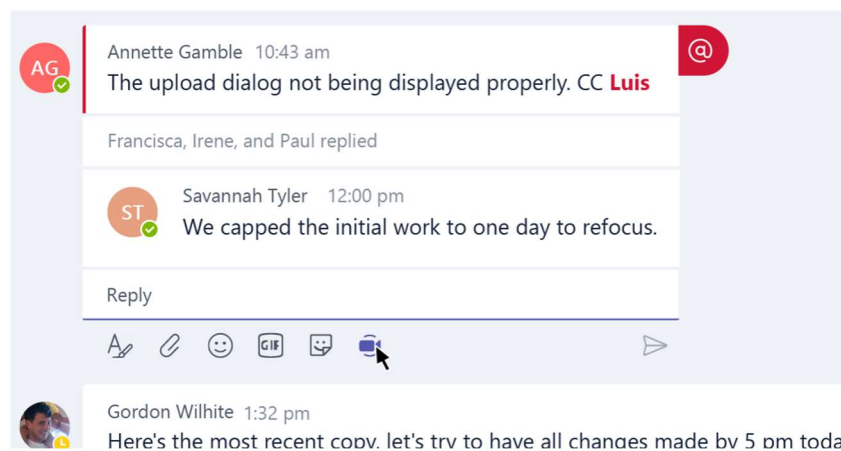 AG
Annette Gamble 10:43 am
@
The upload dialog not being displayed properly. CC Luis
Francisca, Irene, and Paul replied
ST
Savannah Tyler 12:00 pm
We capped the initial work to one day to refocus.
Reply
GIF
Gordon Wilhite 1:32 pm
Here's the most recent copy, let's try to have all changes made by 5 pm toda